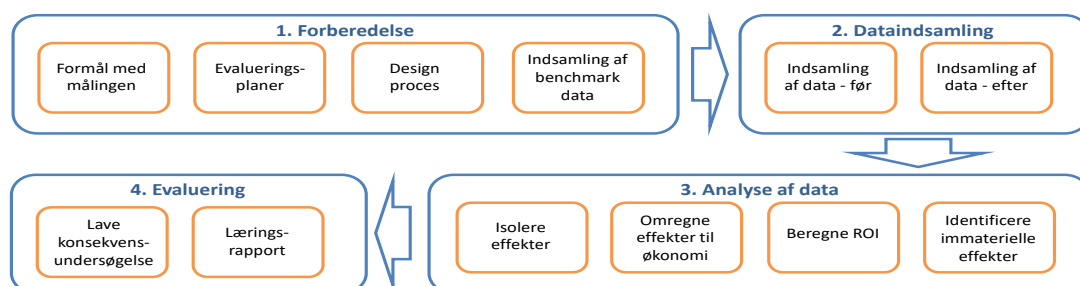 1. Forberedelse
Formål med
målingen
Evaluerings-
planer
Design
proces
Indsamling af
benchmark
data
2. Dataindsamling
Indsamling
af data - før
Indsamling af
data - efter
3. Analyse af data
Isolere
effekter
Omregne
effekter til
økonomi
Beregne ROI
Identificere
immaterielle
effekter
4. Evaluering
Lave
konsekvens-
undersøgelse
Lærings-
rapport